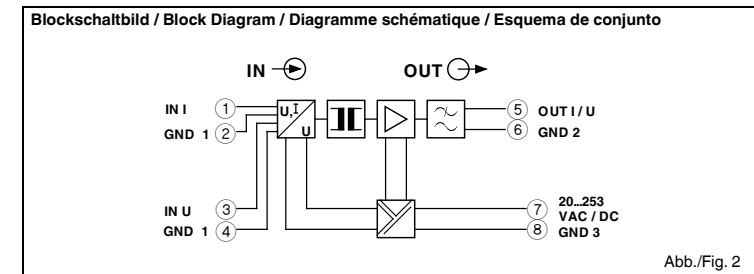 Blockschaltbild / Block Diagram / Diagramme schématique / Esquema de conjunto
IN OUT
IN I 1
GND 1 2
U,I
U
5 OUT I / U
6 GND 2
IN U 3
GND 1 4
7 20...253
VAC / DC
8 GND 3
Abb./Fig. 2